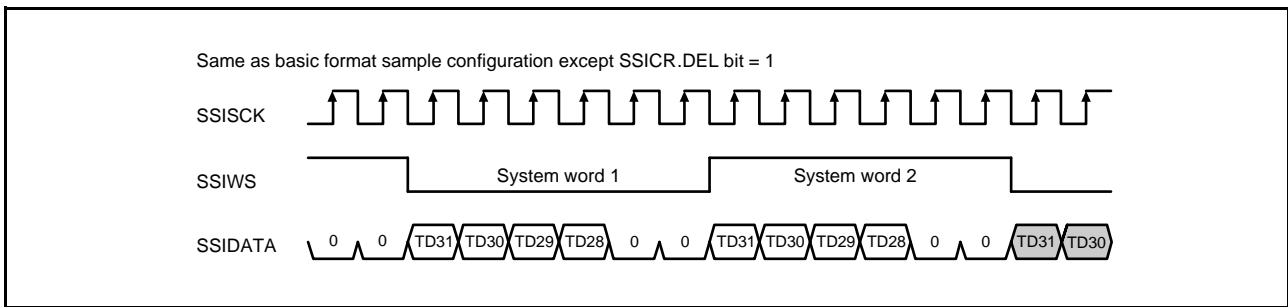 Same as basic format sample configuration except SSICR.DEL bit = 1
SSISCK
SSIWS System word 1 System word 2
SSIDATA 0 0 TD31 TD30 TD29 TD28 0 0 TD31 TD30 TD29 TD28 0 0 TD31 TD30